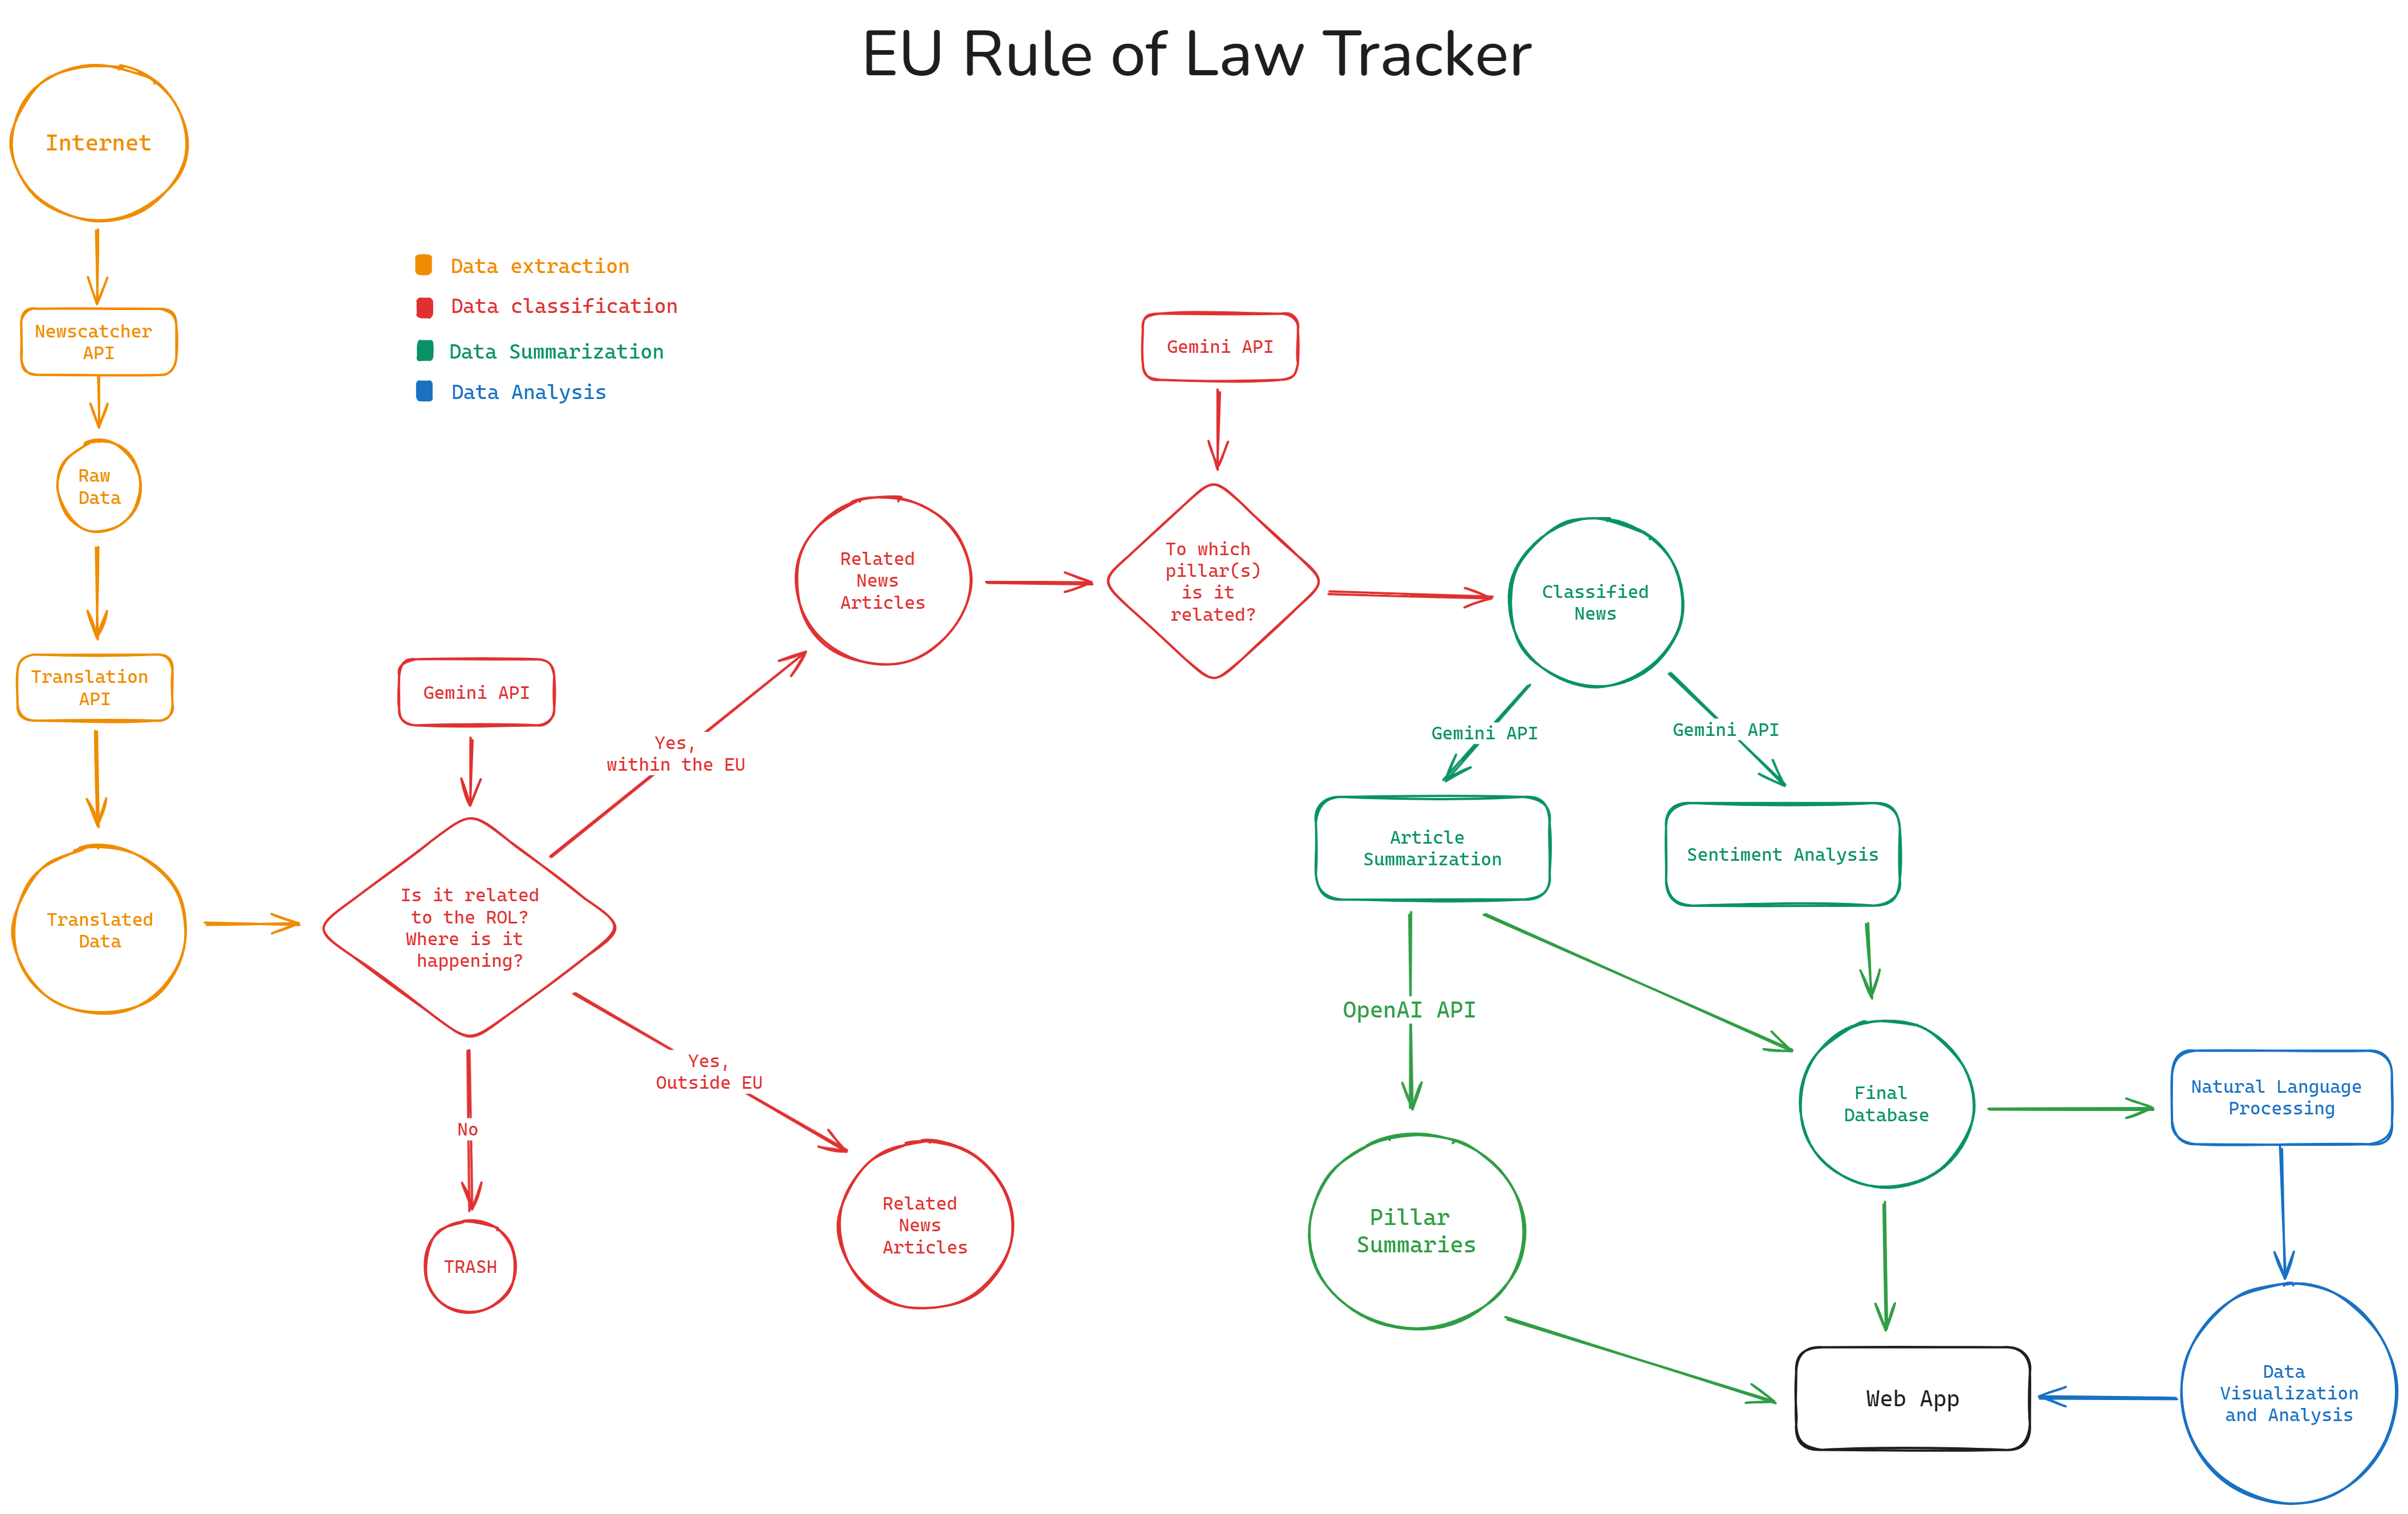 EU Rule of Law Tracker
Internet
Newscatcher
API
Raw
Data
Translation
API
Translated
Data
Data extraction
Data classification
Data Summarization
Data Analysis
Gemini API
Is it related
to the ROL?
Where is it
happening?
Yes,
within the EU
No
TRASH
Yes,
Outside EU
Related
News
Articles
Related
News
Articles
Gemini API
To which
pillar(s)
is it
related?
Classified
News
Gemini API
Gemini API
Article
Summarization
Sentiment Analysis
OpenAI API
Pillar
Summaries
Final
Database
Natural Language
Processing
Web App
Data
Visualization
and Analysis